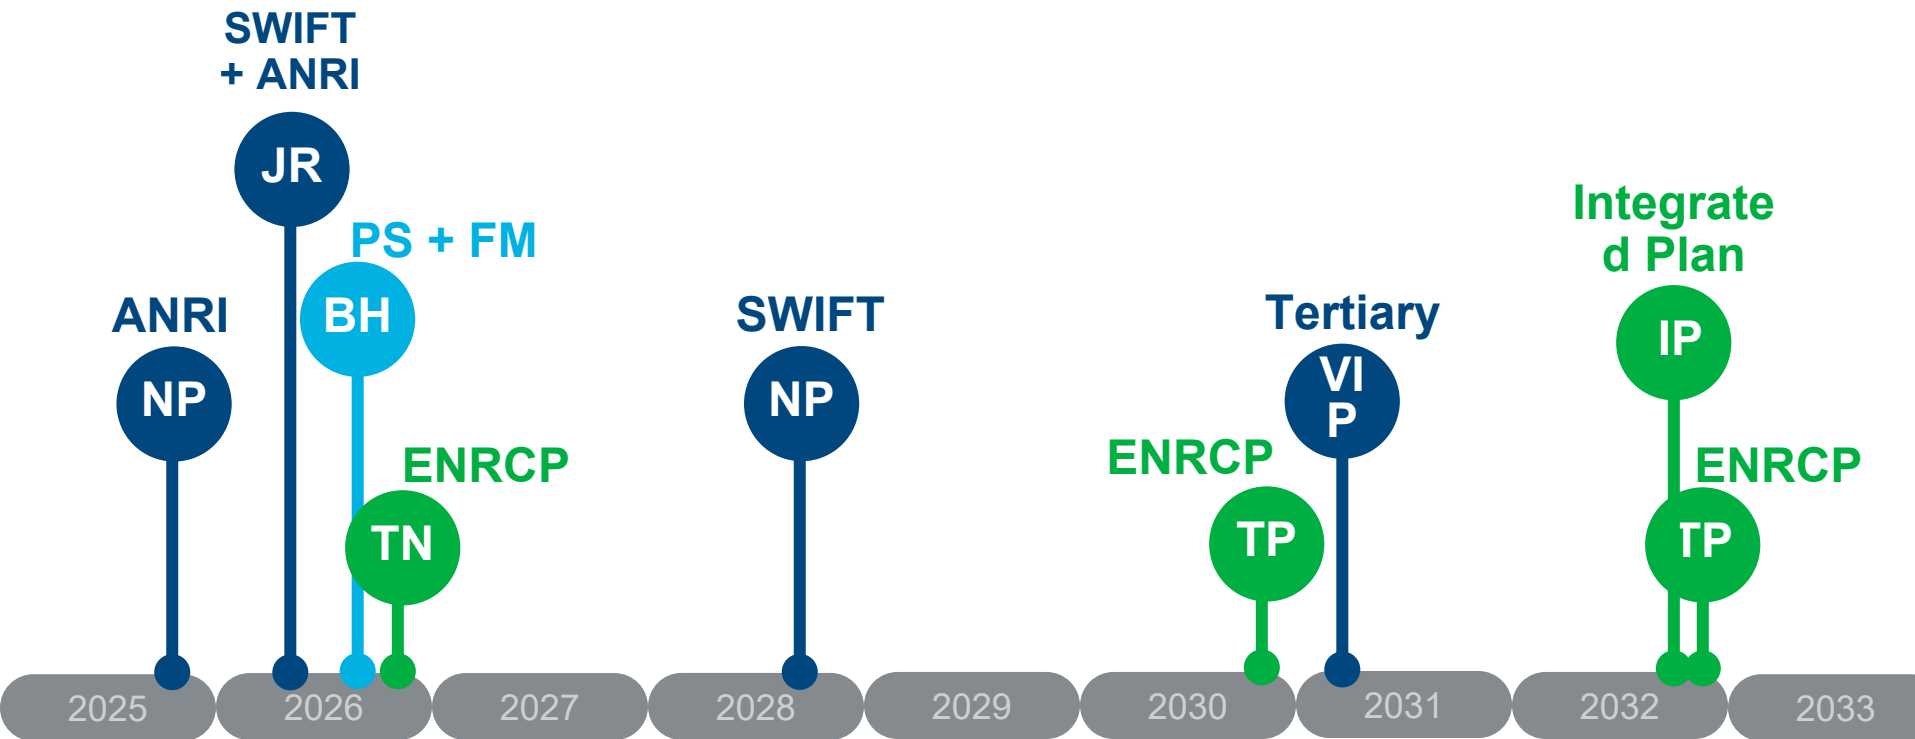 SWIFT
+ ANRI
JR
PS + FM
BH
ANRI
NP
ENRCP
TN
SWIFT
NP
Tertiary
VI
P
ENRCP
TP
Integrate
d Plan
IP
ENRCP
TP
2025
2026
2027
2028
2029
2030
2031
2032
2033